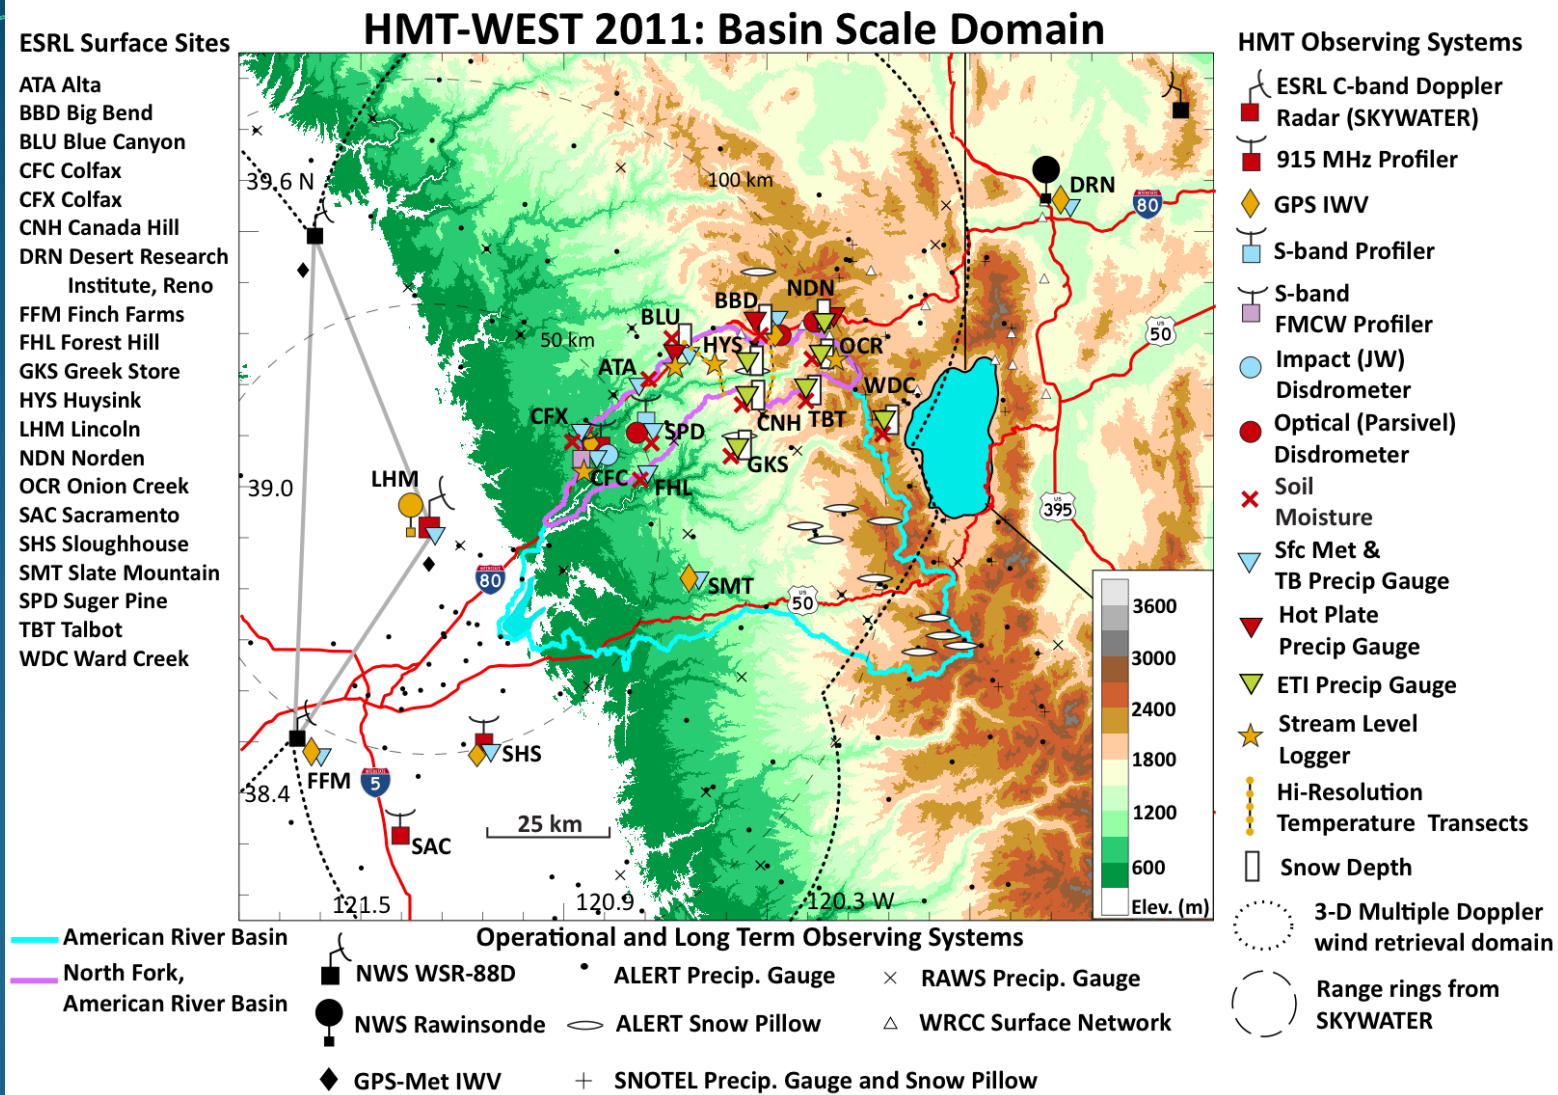 HMT-WEST 2011: Basin Scale Domain
ESRL Surface Sites
ATA Alta
BBD Big Bend
BLU Blue Canyon
CFC Colfax
CFX Colfax
CNH Canada Hill
DRN Desert Research
Institute, Reno
FFM Finch Farms
FHL Forest Hill
GKS Greek Store
HYS Huysink
LHM Lincoln
NDN Norden
OCR Onion Creek
SAC Sacramento
SHS Sloughhouse
SMT Slate Mountain
SPD Suger Pine
TBT Talbot
WDC Ward Creek
39.6 N
100 km
DRN
80
NDN
BBD
BLU
50 km
HYS
OCR
US
50
ATA
WDC
CFX
SPD
CNH
TBT
GKS
CFC
FHL
LHM
39.0
US
395
80
SMT
US
50
3600
3000
2400
1800
1200
600
Elev. (m)
SHS
FFM
5
38.4
25 km
SAC
121.5
120.9
120.3 W
HMT Observing Systems
ESRL C-band Doppler
Radar (SKYWATER)
915 MHz Profiler
GPS IWV
S-band Profiler
S-band
FMCW Profiler
Impact (JW)
Disdrometer
Optical (Parsivel)
Disdrometer
Soil
Moisture
Sfc Met &
TB Precip Gauge
Hot Plate
Precip Gauge
ETI Precip Gauge
Stream Level
Logger
Hi-Resolution
Temperature Transects
Snow Depth
3-D Multiple Doppler
wind retrieval domain
Range rings from
SKYWATER
American River Basin
North Fork,
American River Basin
Operational and Long Term Observing Systems
NWS WSR-88D
ALERT Precip. Gauge
RAWS Precip. Gauge
NWS Rawinsonde
ALERT Snow Pillow
WRCC Surface Network
GPS-Met IWV
SNOTEL Precip. Gauge and Snow Pillow